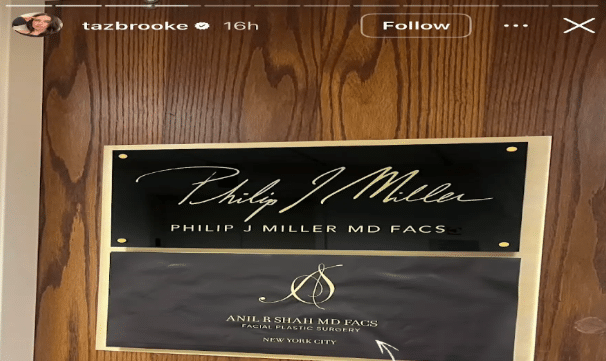 tazbrooke 16h Follow
Philip J Miller
PHILIP J MILLER MD FACS
AS
ANIL R SHAH MD FACS
FACIAL PLASTIC SURGERY
NEW YORK CITY